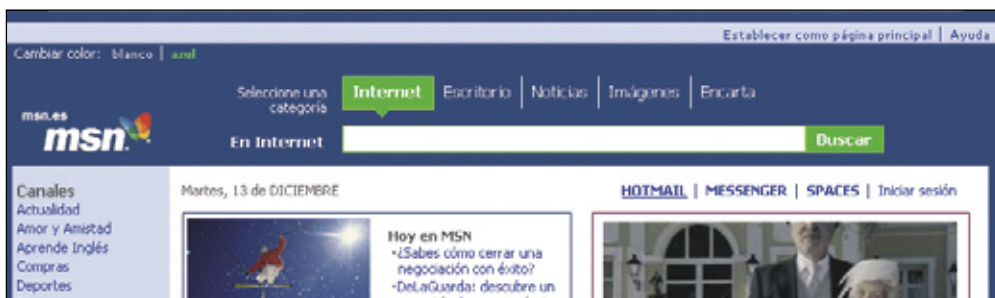 Establecer como página principal | Ayuda
Cambiar color: blanco | azul
Seleccione una categoría
Internet Escritorio | Noticias | Imágenes | Encarta
msn.es
msn
En Internet
Buscar
Canales
Actualidad
Amor y Amistad
Aprende Inglés
Compras
Deportes
Martes, 13 de DICIEMBRE
HOTMAIL | MESSENGER | SPACES | Iniciar sesión
Hoy en MSN
-¿Sabes cómo cerrar una
negociación con éxito?
-DeLaGuarda: descubre un